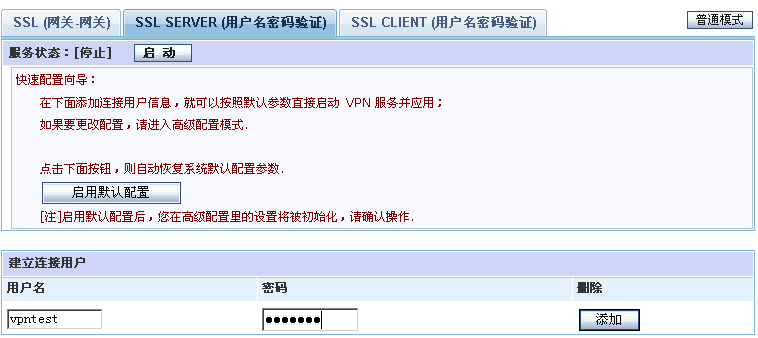 SSL (网关-网关)
SSL SERVER (用户名密码验证)
SSL CLIENT (用户名密码验证)
普通模式
服务状态：[停止]
启 动
快速配置向导：
在下面添加连接用户信息，就可以按照默认参数直接启动 VPN 服务并应用；
如果要更改配置，请进入高级配置模式.
点击下面按钮，则自动恢复系统默认配置参数.
启用默认配置
[注]启用默认配置后，您在高级配置里的设置将被初始化，请确认操作.
建立连接用户
用户名 密码 删除
vpntest ●●●●●●● 添加